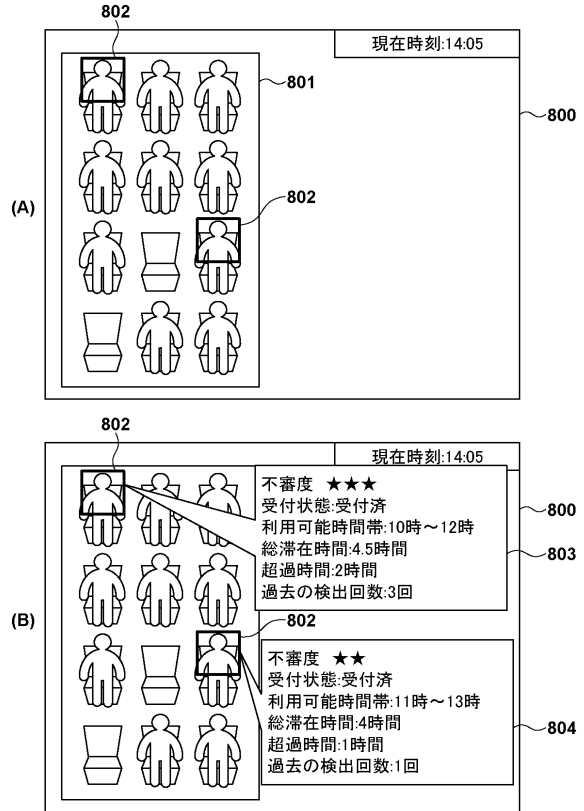 802
現在時刻:14:05
801
800
(A)
802
802
現在時刻:14:05
不審度 ★★★
受付状態:受付済
利用可能時間帯:10時～12時
総滞在時間:4.5時間
超過時間:2時間
過去の検出回数:3回
800
803
(B)
802
不審度 ★★
受付状態:受付済
利用可能時間帯:11時～13時
総滞在時間:4時間
超過時間:1時間
過去の検出回数:1回
804